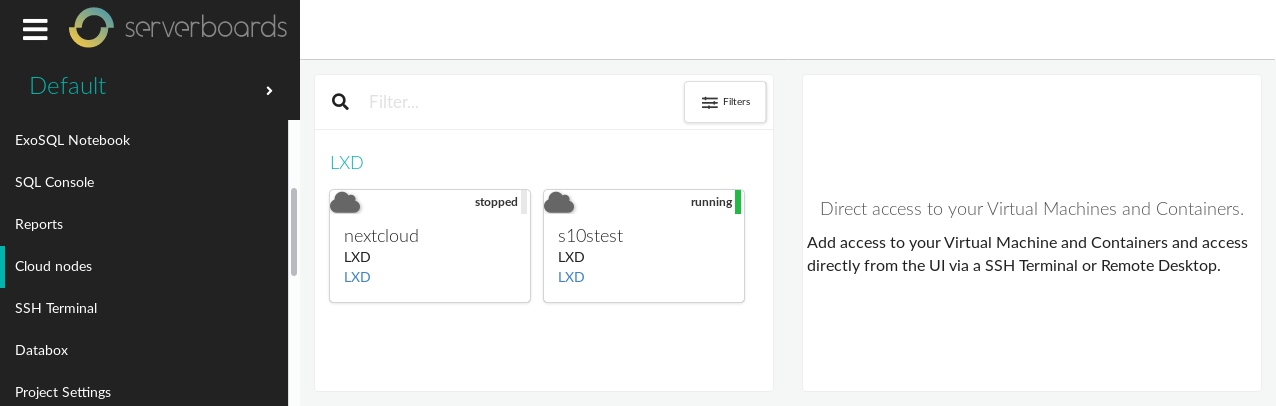 serverboards
Default
ExoSQL Notebook
SQL Console
Reports
Cloud nodes
SSH Terminal
Databox
Project Settings
Filter...
Filters
LXD
stopped
nextcloud
LXD
LXD
running
s10stest
LXD
LXD
Direct access to your Virtual Machines and Containers.
Add access to your Virtual Machine and Containers and access
directly from the UI via a SSH Terminal or Remote Desktop.